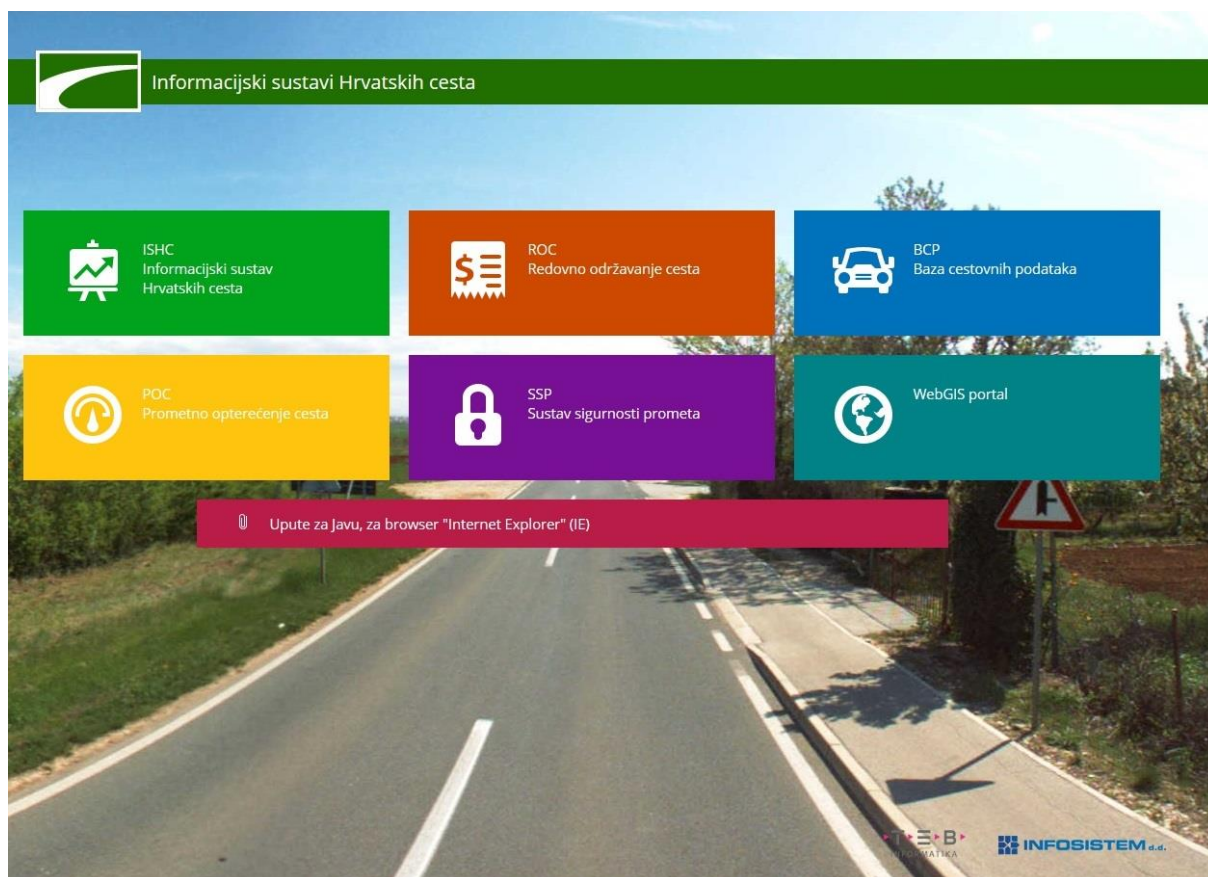 Informacijski sustavi Hrvatskih cesta
ISHC
Informacijski sustav
Hrvatskih cesta
ROC
Redovno održavanje cesta
BCP
Baza cestovnih podataka
POC
Prometno opterećenje cesta
SSP
Sustav sigurnosti prometa
WebGIS portal
Upute za Javu, za browser "Internet Explorer" (IE)
T·E·B
INFORMATIKA
INFOSISTEM d.d.